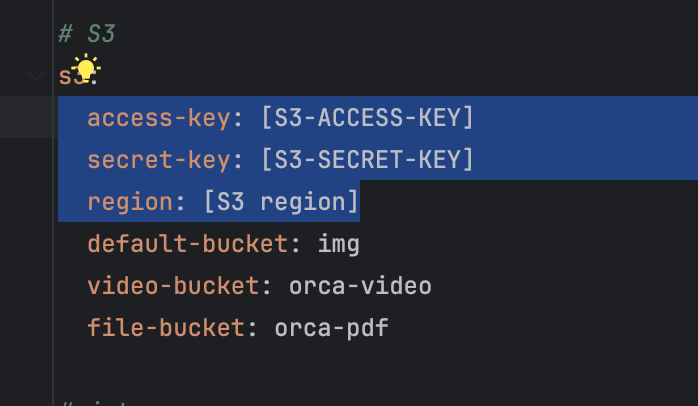 # S3
s3:
access-key: [S3-ACCESS-KEY]
secret-key: [S3-SECRET-KEY]
region: [S3 region]
default-bucket: img
video-bucket: orca-video
file-bucket: orca-pdf